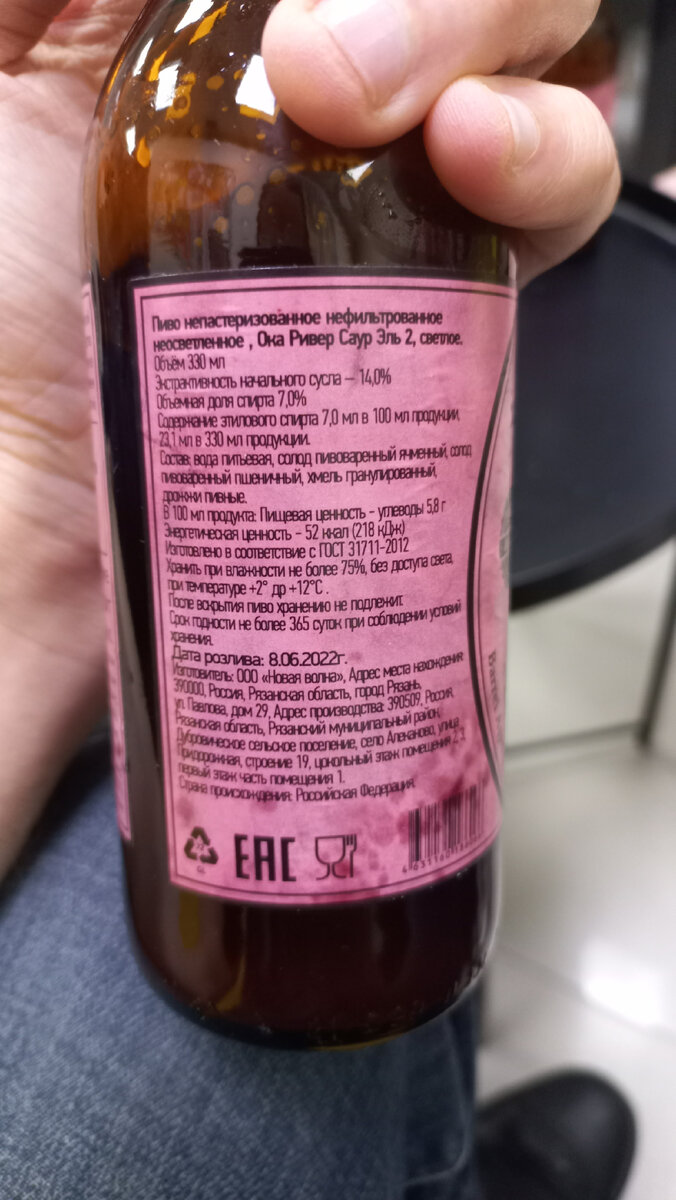 Пиво непастеризованное нефильтрованное
неосветленное , Ока Ривер Саур Эль 2, светлое.
Объём 330 мл
Экстрактивность начального сусла – 14,0%
Объемная доля спирта 7,0%
Содержание этилового спирта 7,0 мл в 100 мл продукции,
23,1 мл в 330 мл продукции.
Состав: вода питьевая, солод пивоваренный ячменный, солод
пивоваренный пшеничный, хмель гранулированный,
дрожжи пивные.
В 100 мл продукта: Пищевая ценность - углеводы 5,8 г
Энергетическая ценность - 52 ккал (218 кДж)
Изготовлено в соответствие с ГОСТ 31711-2012
Хранить при влажности не более 75%, без доступа света,
при температуре +2° др +12°С .
После вскрытия пиво хранению не подлежит.
Срок годности не более 365 суток при соблюдении условий
хранения.
Дата розлива: 8.06.2022г.
Изготовитель: ООО «Новая волна», Адрес места нахождения:
390000, Россия, Рязанская область, город Рязань,
ул. Павлова, дом 29, Адрес производства: 390509, Россия,
Рязанская область, Рязанский муниципальный район,
Дубровическое сельское поселение, село Алеканово, улица
Придорожная, строение 19, цокольный этаж помещения 2,3,
первый этаж часть помещения 1.
Страна происхождения: Российская Федерация.
EAC
GL